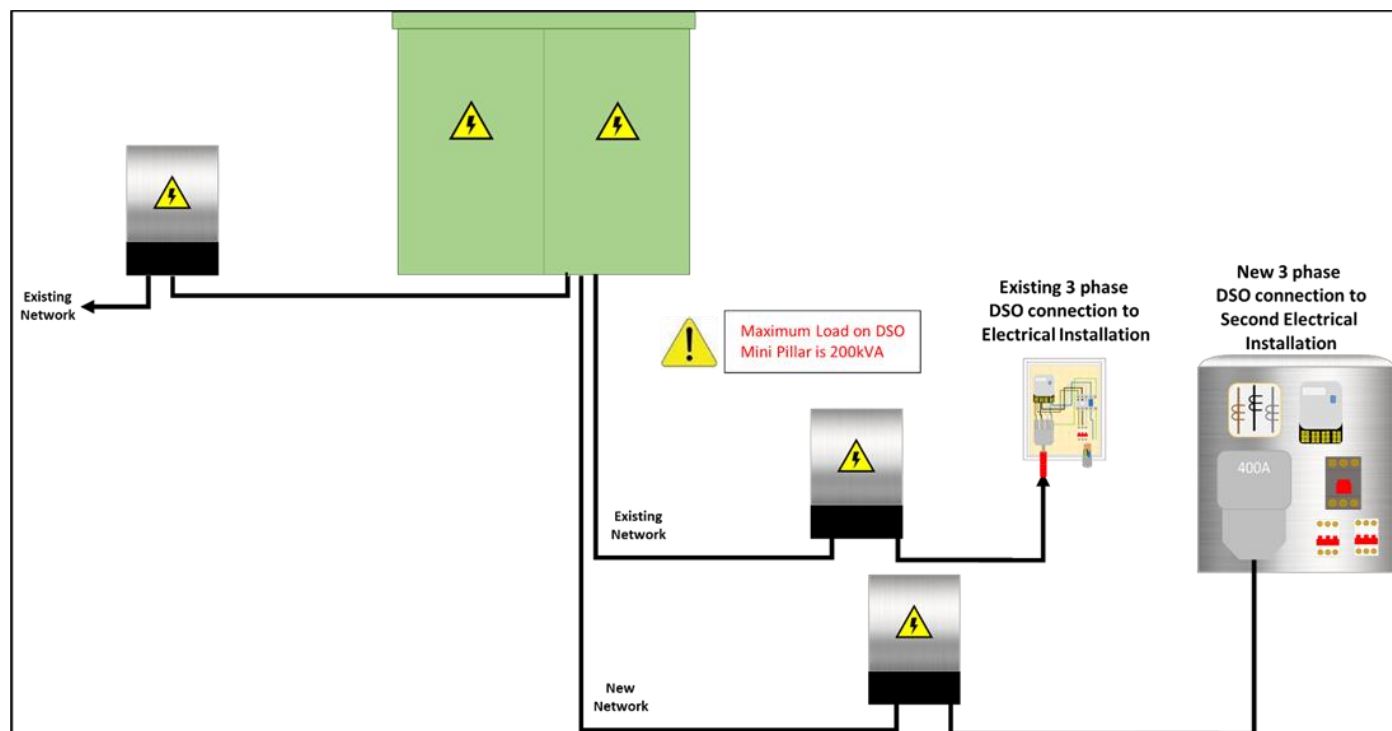 Existing
Network
Maximum Load on DSO
Mini Pillar is 200kVA
Existing 3 phase
DSO connection to
Electrical Installation
New 3 phase
DSO connection to
Second Electrical
Installation
400A
Existing
Network
New
Network